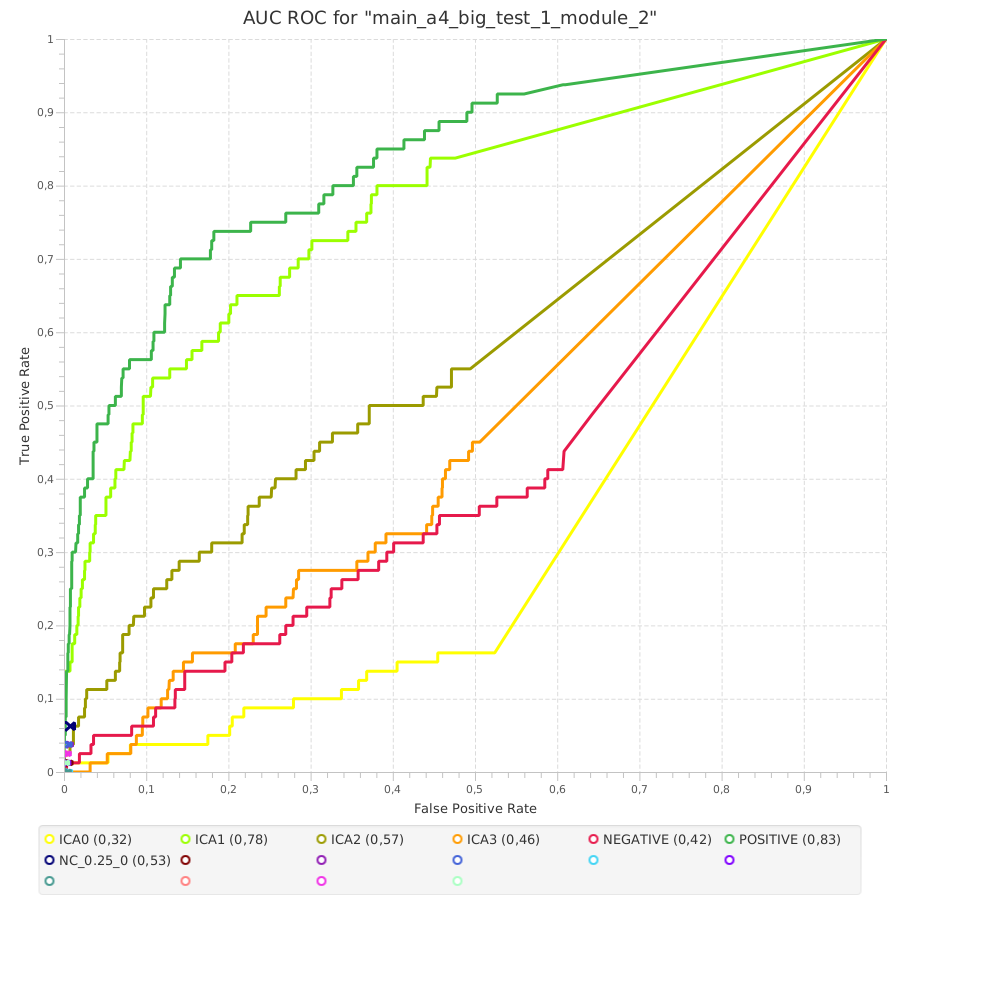 AUC ROC for "main_a4_big_test_1_module_2"
1
0,9
0,8
0,7
0,6
0,5
0,4
0,3
0,2
0,1
0
True Positive Rate
0 0,1 0,2 0,3 0,4 0,5 0,6 0,7 0,8 0,9 1
False Positive Rate
ICA0 (0,32) ICA1 (0,78) ICA2 (0,57) ICA3 (0,46) NEGATIVE (0,42) POSITIVE (0,83)
NC_0.25_0 (0,53)